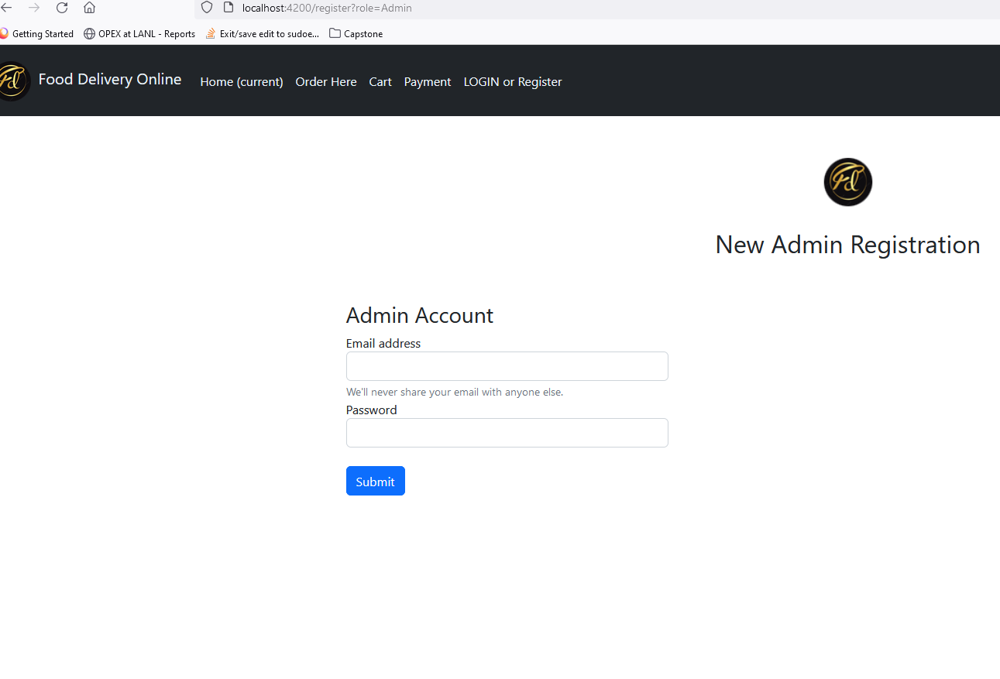 localhost:4200/register?role=Admin
Getting Started OPEX at LANL - Reports Exit/save edit to sudoe... Capstone
Fd Food Delivery Online Home (current) Order Here Cart Payment LOGIN or Register
Fd
New Admin Registration
Admin Account
Email address
We'll never share your email with anyone else.
Password
Submit